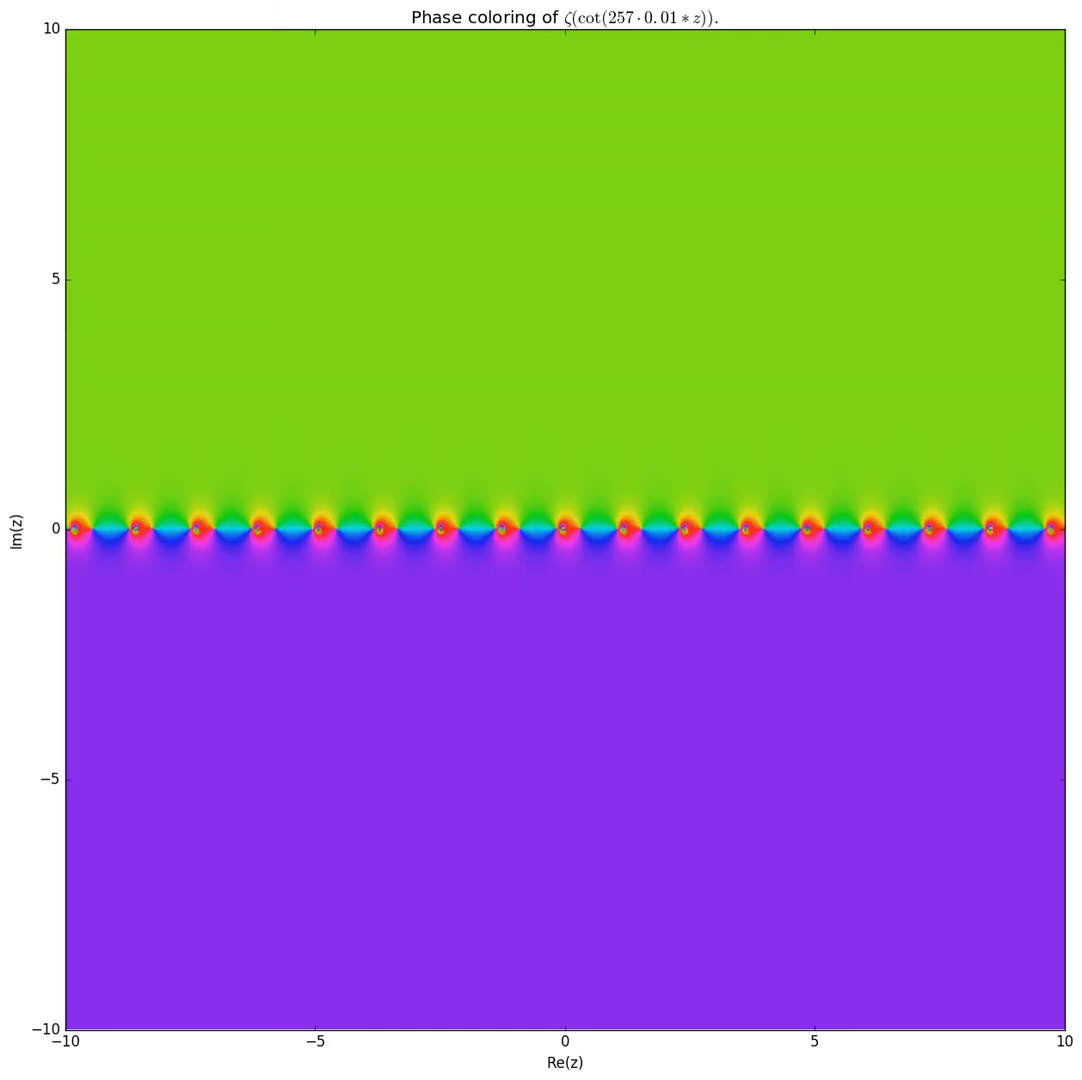 Phase coloring of ζ(cot(257 · 0.01 ∗ z)).
10
5
0
−5
−10
Im(z)
−10 −5 0 5 10
Re(z)